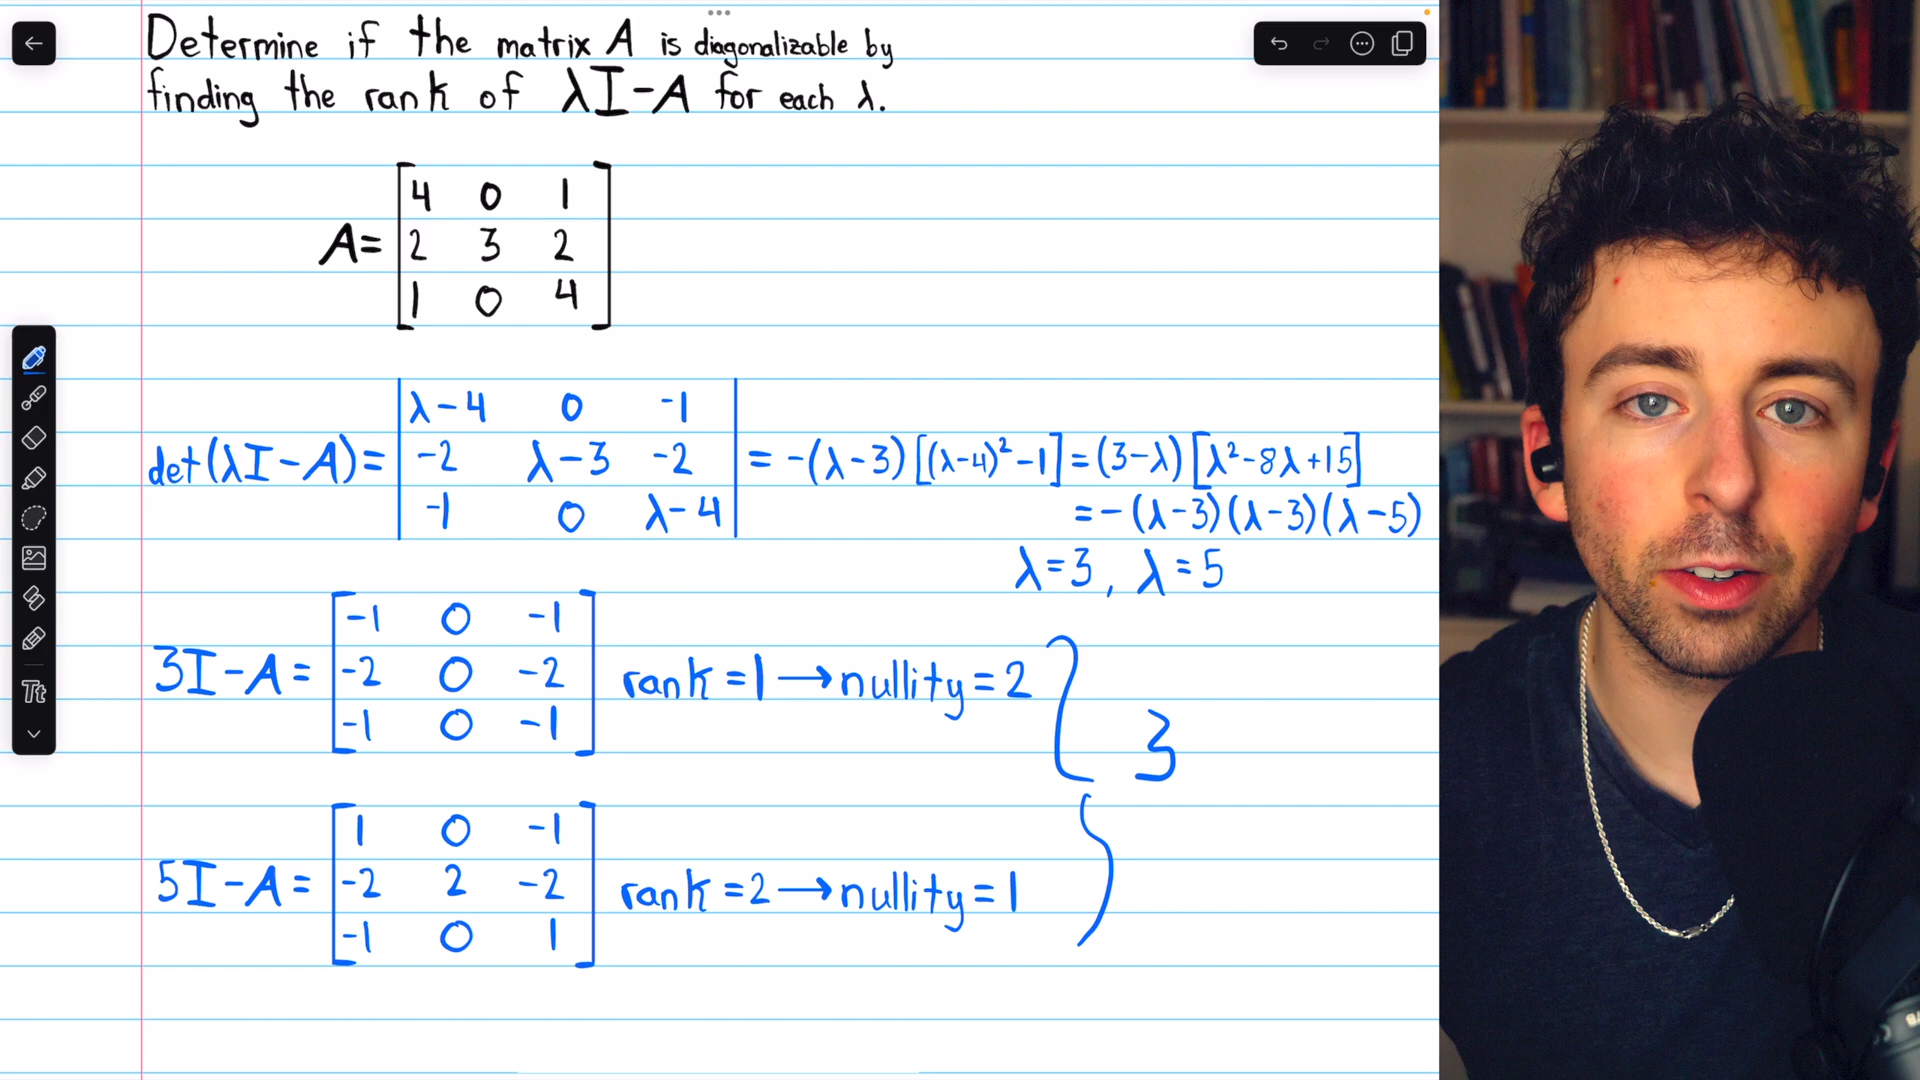 Determine if the matrix A is diagonalizable by
finding the rank of λI-A for each λ.
4 0 1
A= 2 3 2
1 0 4
λ-4 0 -1
det(λI-A)= -2 λ-3 -2 = -(λ-3)[(λ-4)²-1]=(3-λ)[λ²-8λ+15]
-1 0 λ-4 =-(λ-3)(λ-3)(λ-5)
λ=3, λ=5
-1 0 -1
3I-A= -2 0 -2 rank=1→nullity=2
-1 0 -1
3
1 0 -1
5I-A= -2 2 -2 rank=2→nullity=1
-1 0 1
Tt